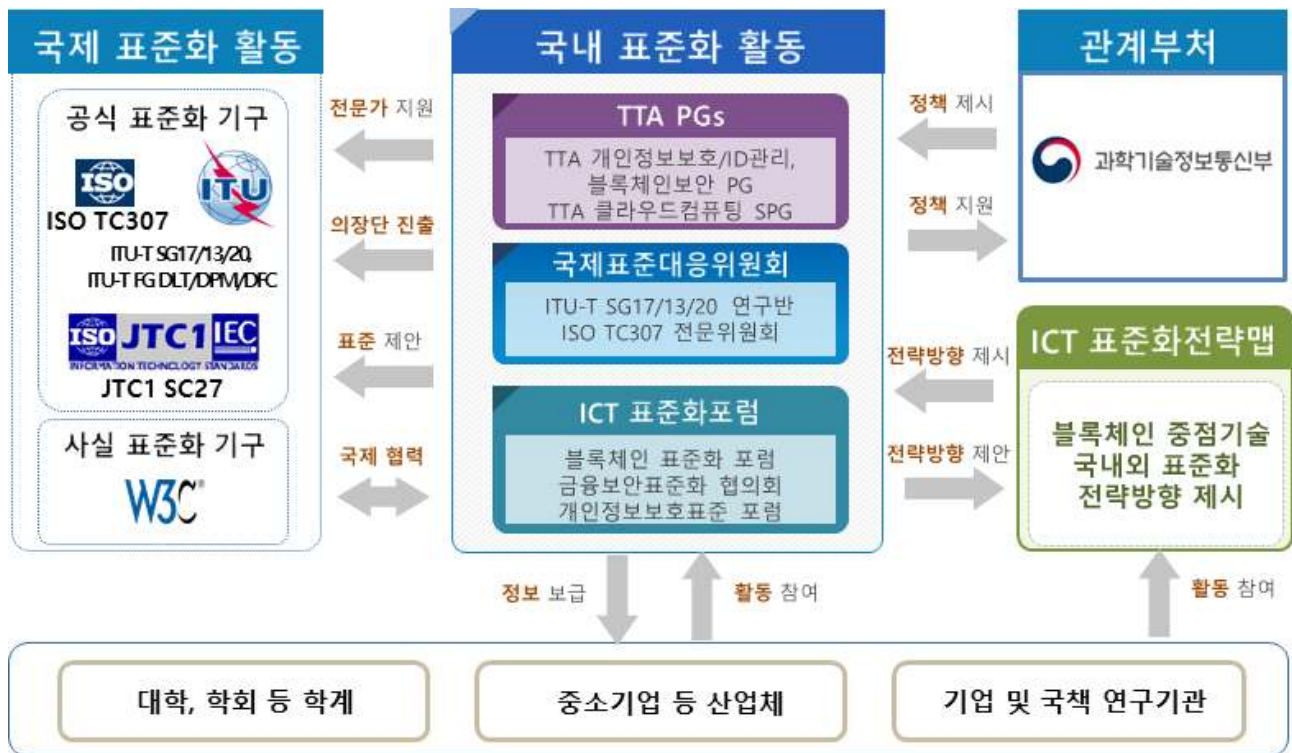 국제 표준화 활동
공식 표준화 기구
ISO
ITU
ISO TC307
ITU-T SG17/13/20,
ITU-T FG DLT/DPM/DFC
ISO JTC1 IEC
INFORMATION TECHNOLOGY STANDARDS
JTC1 SC27
사실 표준화 기구
W3C®
전문가 지원
의장단 진출
표준 제안
국제 협력
국내 표준화 활동
TTA PGs
TTA 개인정보보호/ID관리,
블록체인보안 PG
TTA 클라우드컴퓨팅 SPG
국제표준대응위원회
ITU-T SG17/13/20 연구반
ISO TC307 전문위원회
ICT 표준화포럼
블록체인 표준화 포럼
금융보안표준화 협의회
개인정보보호표준 포럼
정책 제시
정책 지원
전략방향 제시
전략방향 제안
관계부처
과학기술정보통신부
ICT 표준화전략맵
블록체인 중점기술
국내외 표준화
전략방향 제시
정보 보급
활동 참여
활동 참여
대학, 학회 등 학계
중소기업 등 산업체
기업 및 국책 연구기관